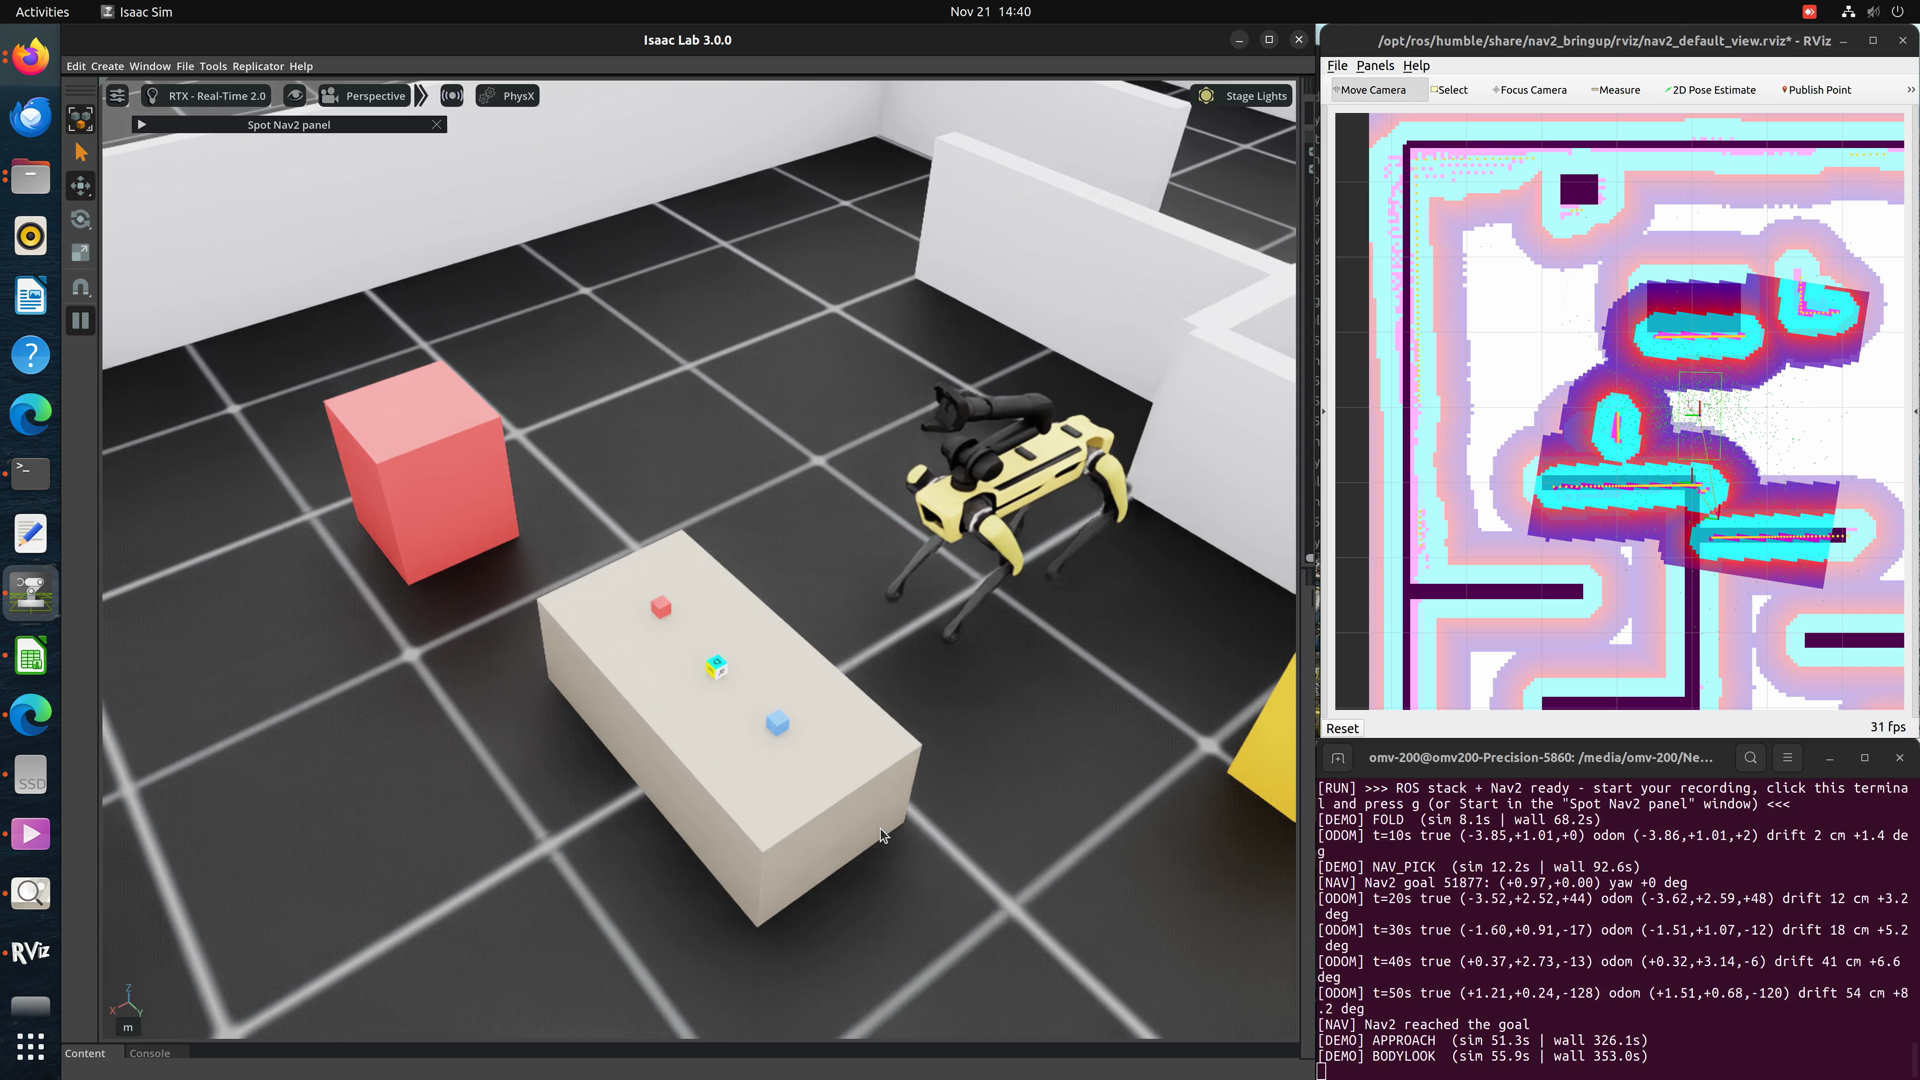 Activities
Isaac Sim
Nov 21 14:40
Isaac Lab 3.0.0
Edit Create Window File Tools Replicator Help
RTX - Real-Time 2.0
Perspective
PhysX
Stage Lights
Spot Nav2 panel
SSD
RViz
Z
X
Y
m
Content
Console
/opt/ros/humble/share/nav2_bringup/rviz/nav2_default_view.rviz* - RViz
File Panels Help
Move Camera
Select
Focus Camera
Measure
2D Pose Estimate
Publish Point
Reset
31 fps
omv-200@omv200-Precision-5860: /media/omv-200/Ne...
[RUN] >>> ROS stack + Nav2 ready - start your recording, click this termina
l and press g (or Start in the "Spot Nav2 panel" window) <<<
[DEMO] FOLD (sim 8.1s | wall 68.2s)
[ODOM] t=10s true (-3.85,+1.01,+0) odom (-3.86,+1.01,+2) drift 2 cm +1.4 de
g
[DEMO] NAV_PICK (sim 12.2s | wall 92.6s)
[NAV] Nav2 goal 51877: (+0.97,+0.00) yaw +0 deg
[ODOM] t=20s true (-3.52,+2.52,+44) odom (-3.62,+2.59,+48) drift 12 cm +3.2
deg
[ODOM] t=30s true (-1.60,+0.91,-17) odom (-1.51,+1.07,-12) drift 18 cm +5.2
deg
[ODOM] t=40s true (+0.37,+2.73,-13) odom (+0.32,+3.14,-6) drift 41 cm +6.6
deg
[ODOM] t=50s true (+1.21,+0.24,-128) odom (+1.51,+0.68,-120) drift 54 cm +8
.2 deg
[NAV] Nav2 reached the goal
[DEMO] APPROACH (sim 51.3s | wall 326.1s)
[DEMO] BODYLOOK (sim 55.9s | wall 353.0s)